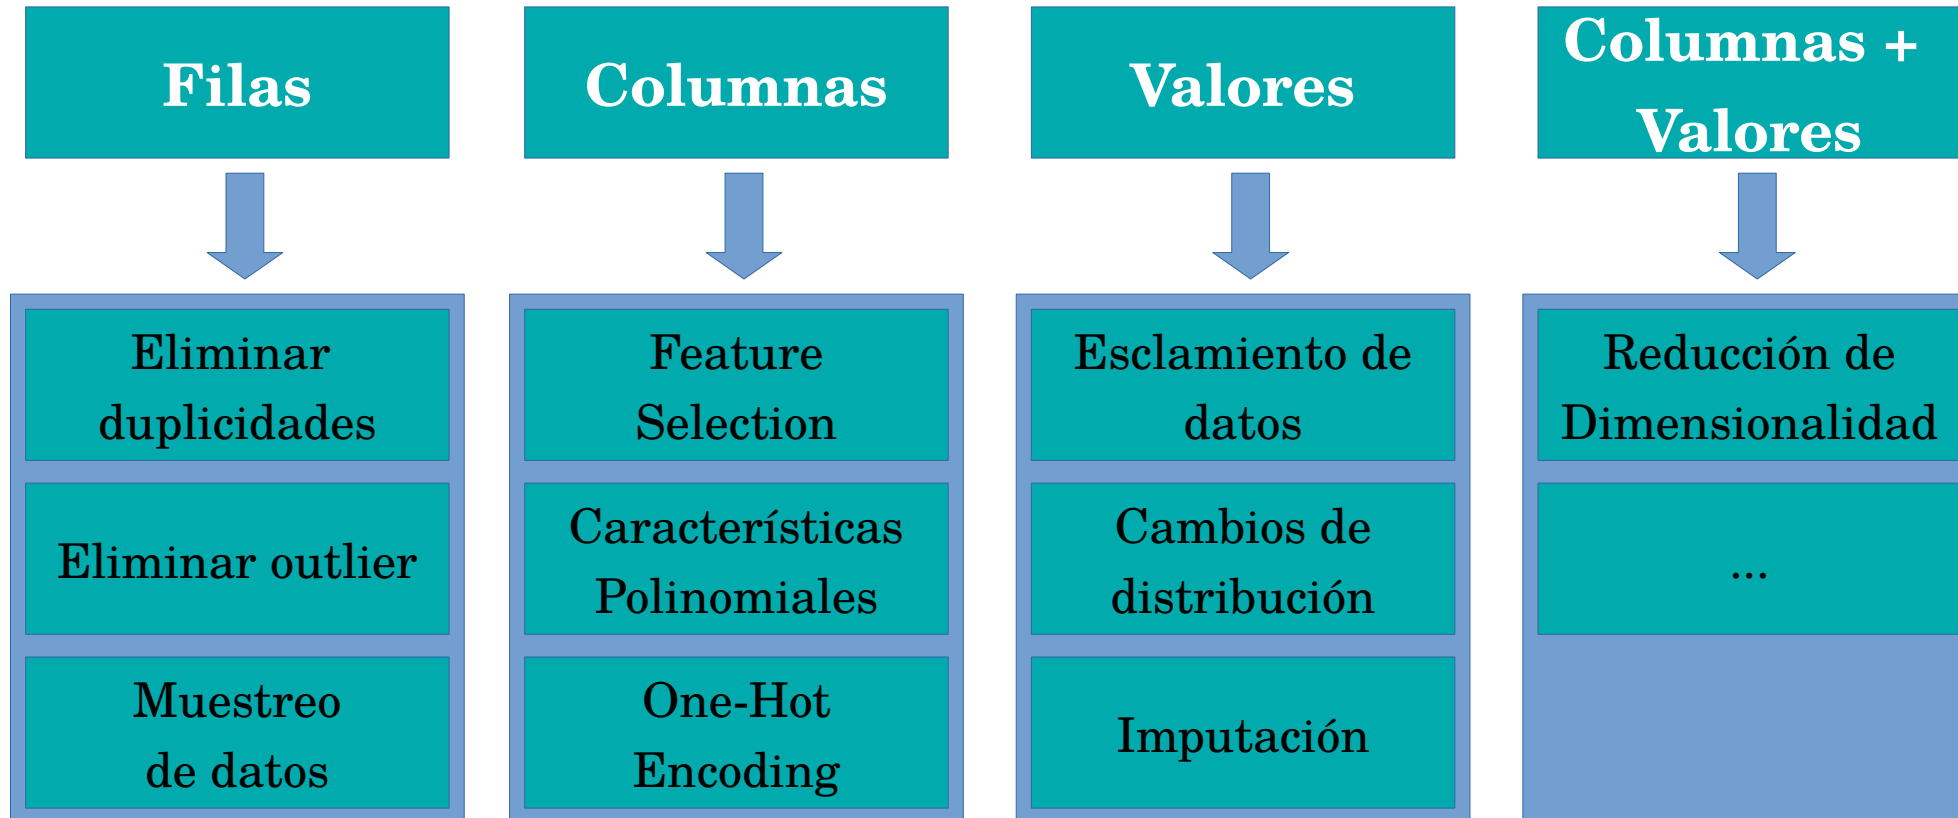 Filas
Columnas
Valores
Columnas +
Valores
Eliminar
duplicidades
Eliminar outlier
Muestreo
de datos
Feature
Selection
Características
Polinomiales
One-Hot
Encoding
Esclamiento de
datos
Cambios de
distribución
Imputación
Reducción de
Dimensionalidad
...